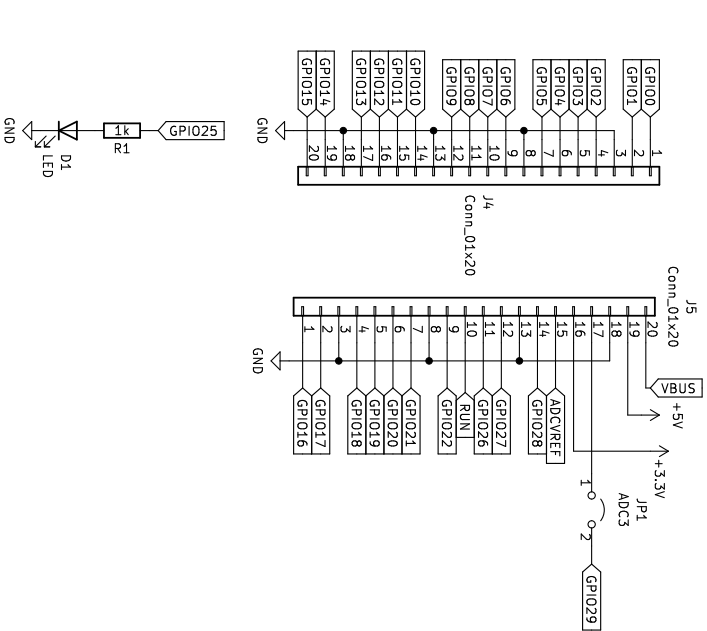 GPIO15
GPIO14
GPIO13
GPIO12
GPIO11
GPIO10
GPIO9
GPIO8
GPIO7
GPIO6
GPIO5
GPIO4
GPIO3
GPIO2
GPIO1
GPIO0
GND
LED
D1
1k
R1
GPIO25
GND
20
19
18
17
16
15
14
13
12
11
10
9
8
7
6
5
4
3
2
1
J4
Conn_01x20
J5
Conn_01x20
1
2
3
4
5
6
7
8
9
10
11
12
13
14
15
16
17
18
19
20
GND
VBUS
+5V
+3.3V
GPIO16
GPIO17
GPIO18
GPIO19
GPIO20
GPIO21
GPIO22
RUN
GPIO26
GPIO27
GPIO28
ADCVREF
1
JP1
ADC3
2
GPIO29